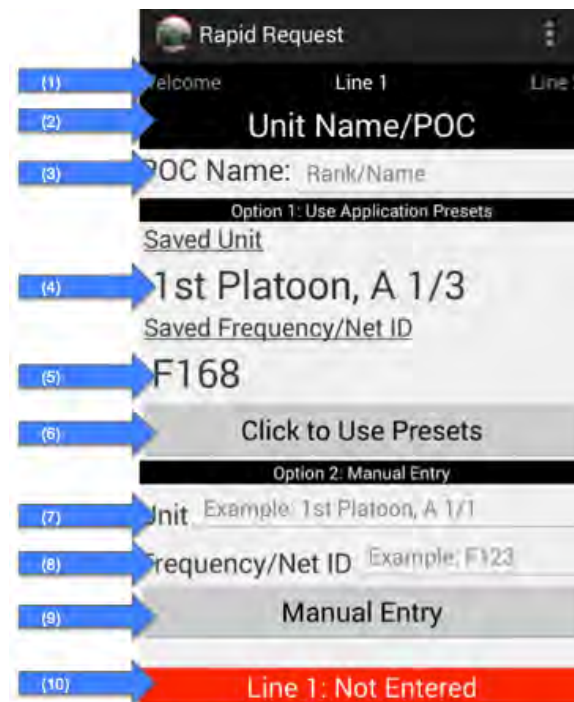 Rapid Request
(1) elcome Line 1 Line
(2) Unit Name/POC
(3) POC Name: Rank/Name
Option 1: Use Application Presets
Saved Unit
(4) 1st Platoon, A 1/3
Saved Frequency/Net ID
(5) F168
(6) Click to Use Presets
Option 2: Manual Entry
(7) Unit Example: 1st Platoon, A 1/1
(8) Frequency/Net ID Example: F123
(9) Manual Entry
(10) Line 1: Not Entered